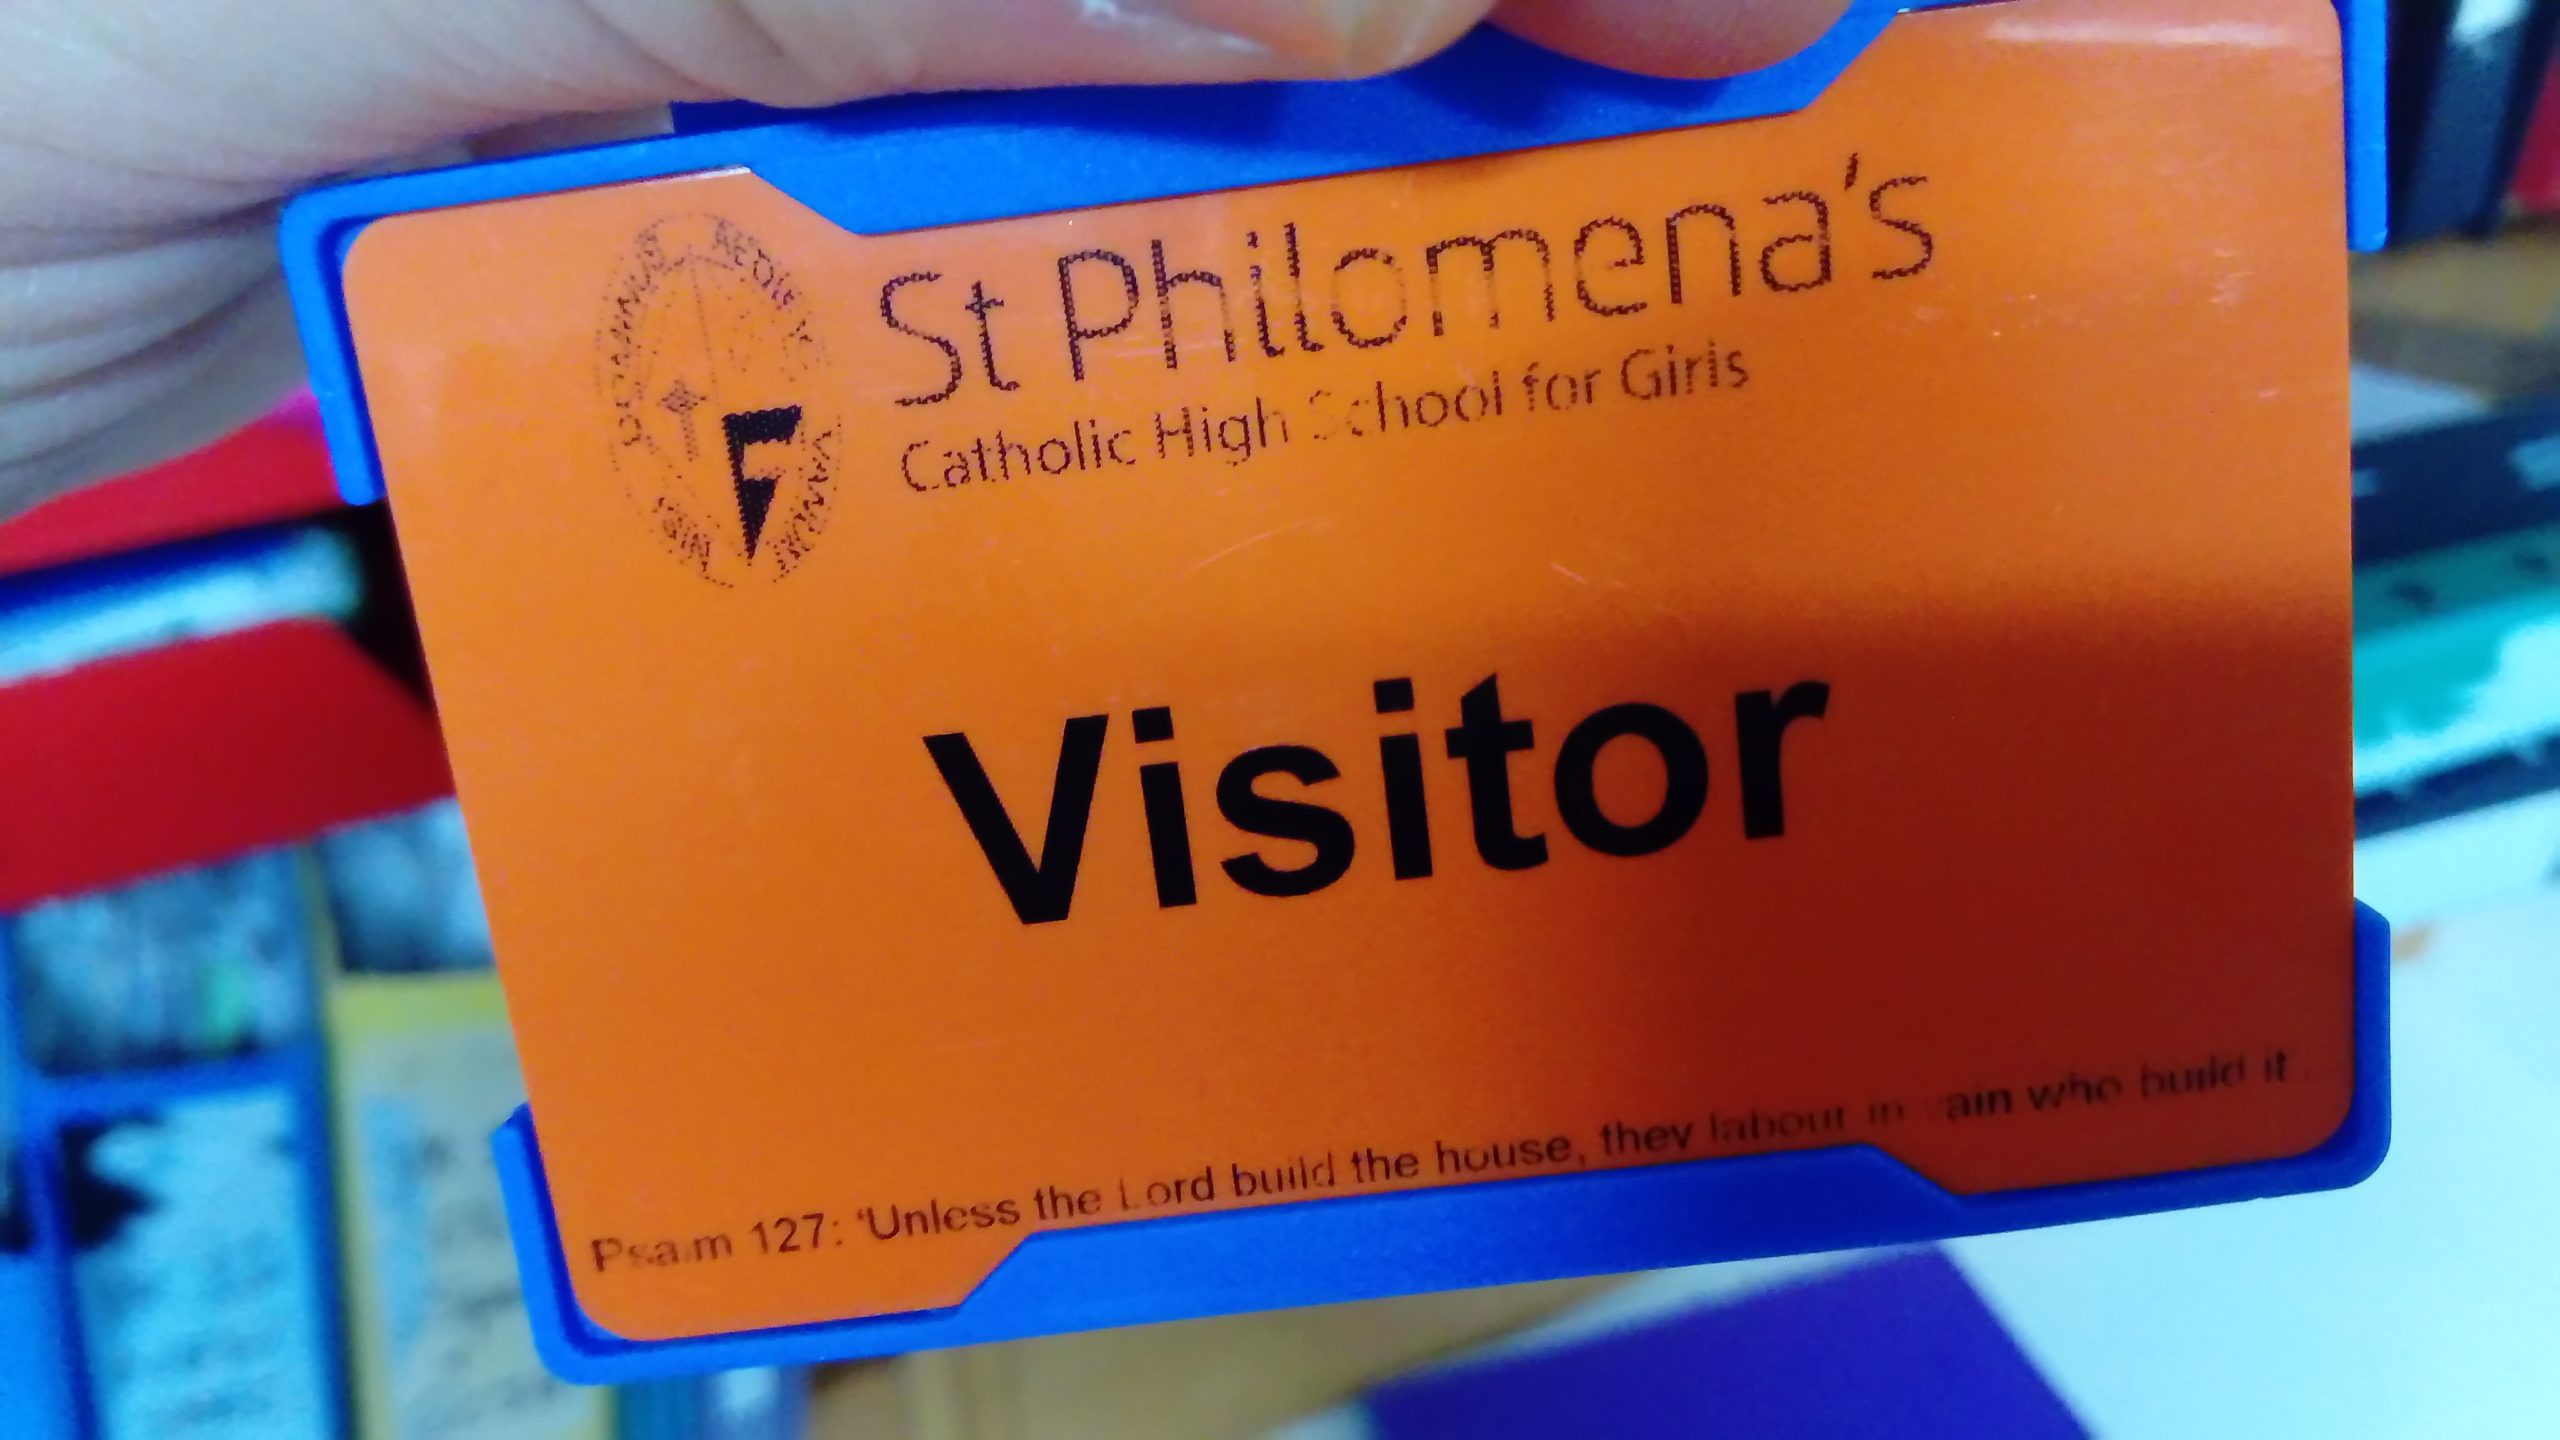 St Philomena's
Catholic High School for Girls
Visitor
Psalm 127: 'Unless the Lord build the house, they labour in vain who build it.